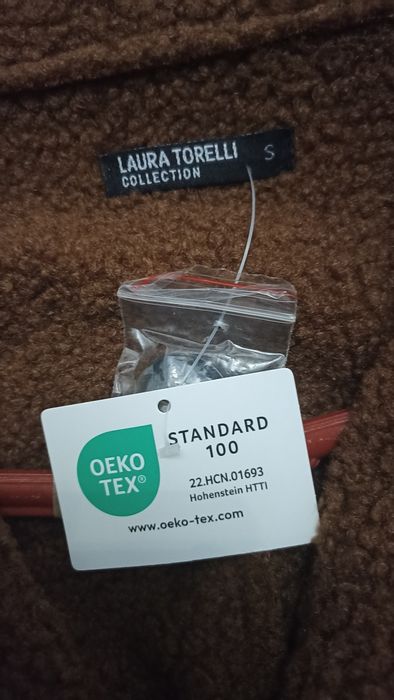 LAURA TORELLI S
COLLECTION
OEKO
TEX®
STANDARD
100
22.HCN.01693
Hohenstein HTTI
www.oeko-tex.com